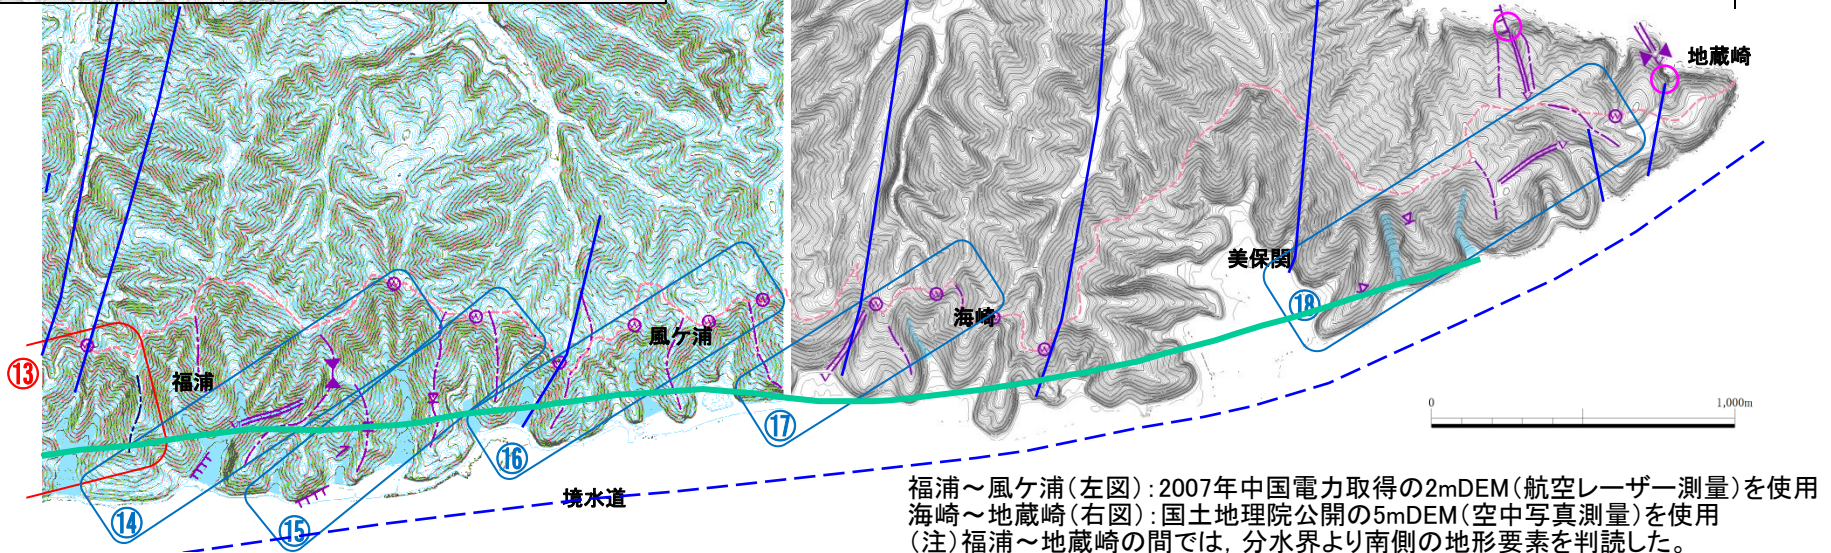 地蔵崎
美保関
⑱
海崎
風ケ浦
⑬
福浦
⑰
⑯
0 1,000m
境水道
⑭
⑮
福浦～風ケ浦(左図):2007年中国電力取得の2mDEM(航空レーザー測量)を使用
海崎～地蔵崎(右図):国土地理院公開の5mDEM(空中写真測量)を使用
(注)福浦～地蔵崎の間では,分水界より南側の地形要素を判読した。